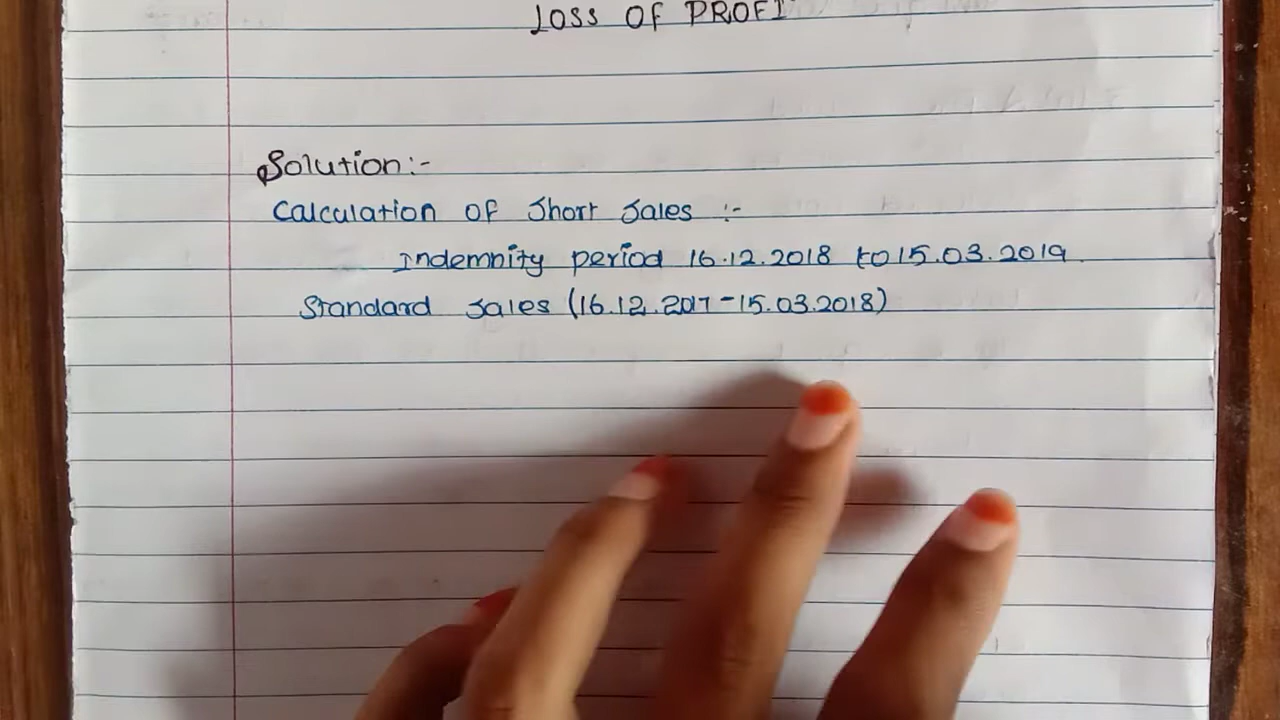 LOSS OF PROFI
Solution:-
Calculation of Short Sales :-
Indemnity period 16.12.2018 to 15.03.2019.
Standard Sales (16.12.2017-15.03.2018)